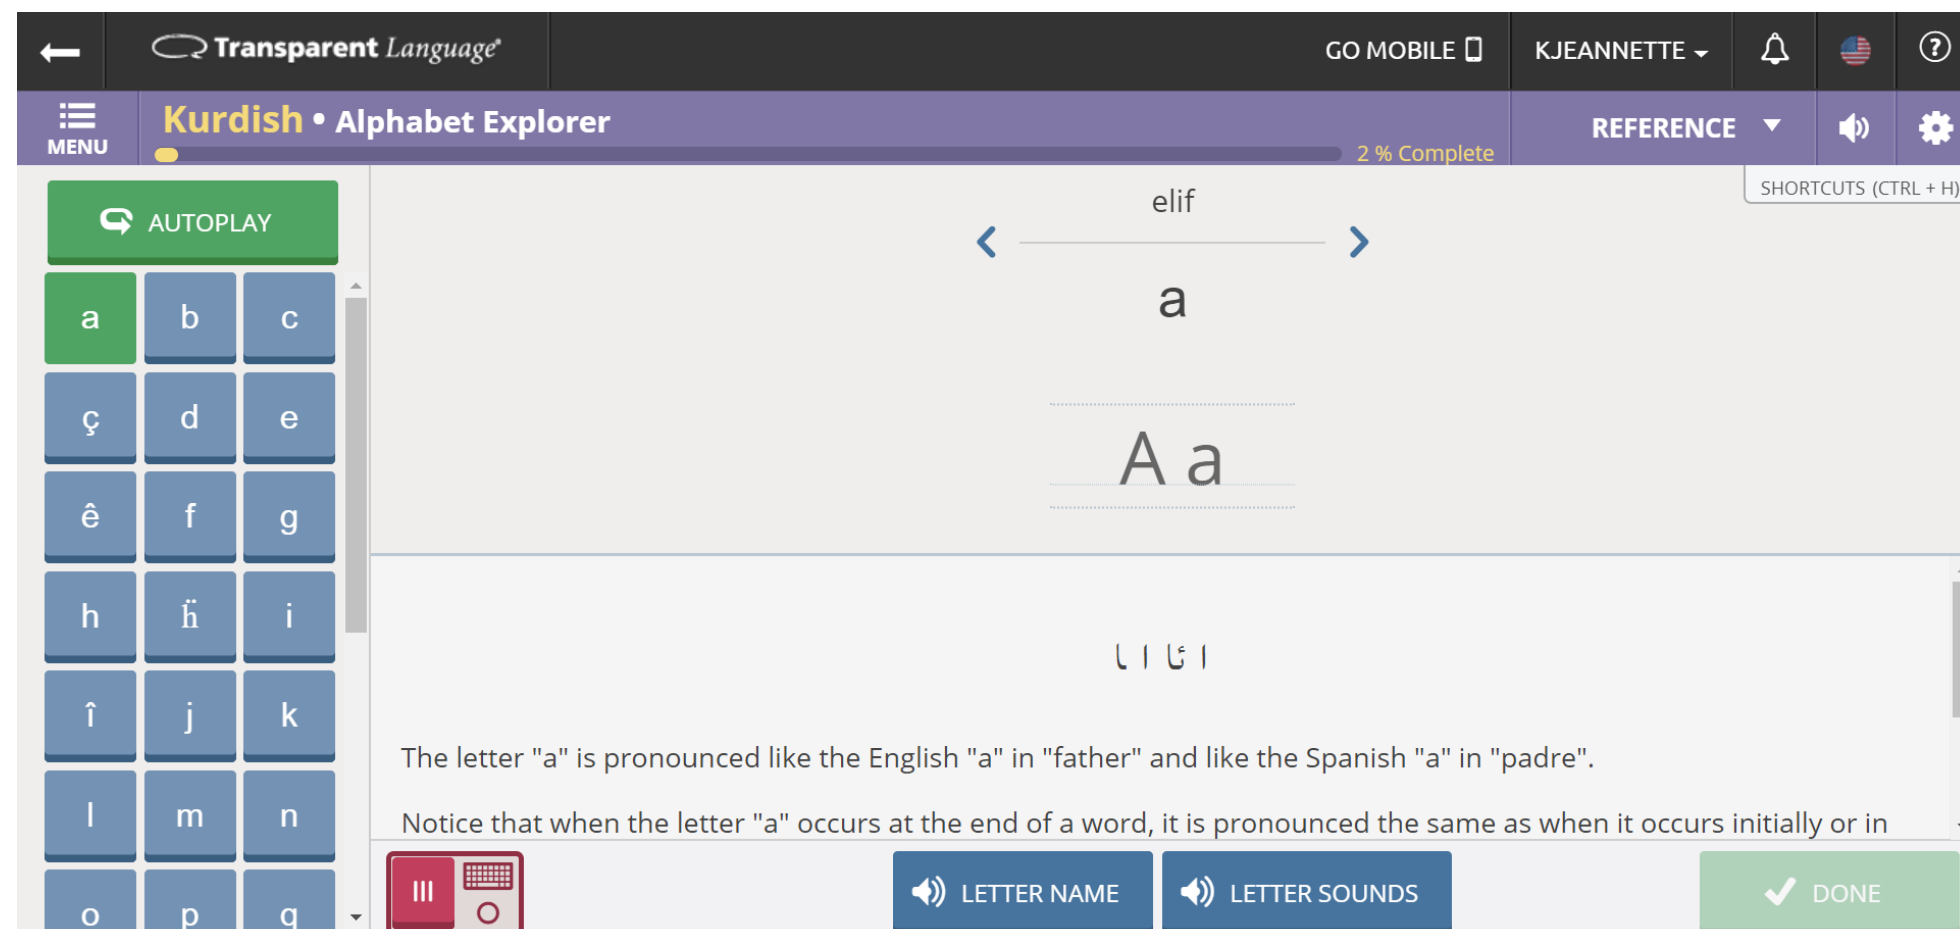 Transparent Language®
GO MOBILE
KJEANNETTE
?
MENU
Kurdish • Alphabet Explorer
2 % Complete
REFERENCE
SHORTCUTS (CTRL + H)
AUTOPLAY
a b c
ç d e
ê f g
h ḧ i
î j k
l m n
o p q
elif
a
A a
ا ئا ا ـا
The letter "a" is pronounced like the English "a" in "father" and like the Spanish "a" in "padre".
Notice that when the letter "a" occurs at the end of a word, it is pronounced the same as when it occurs initially or in
LETTER NAME
LETTER SOUNDS
DONE